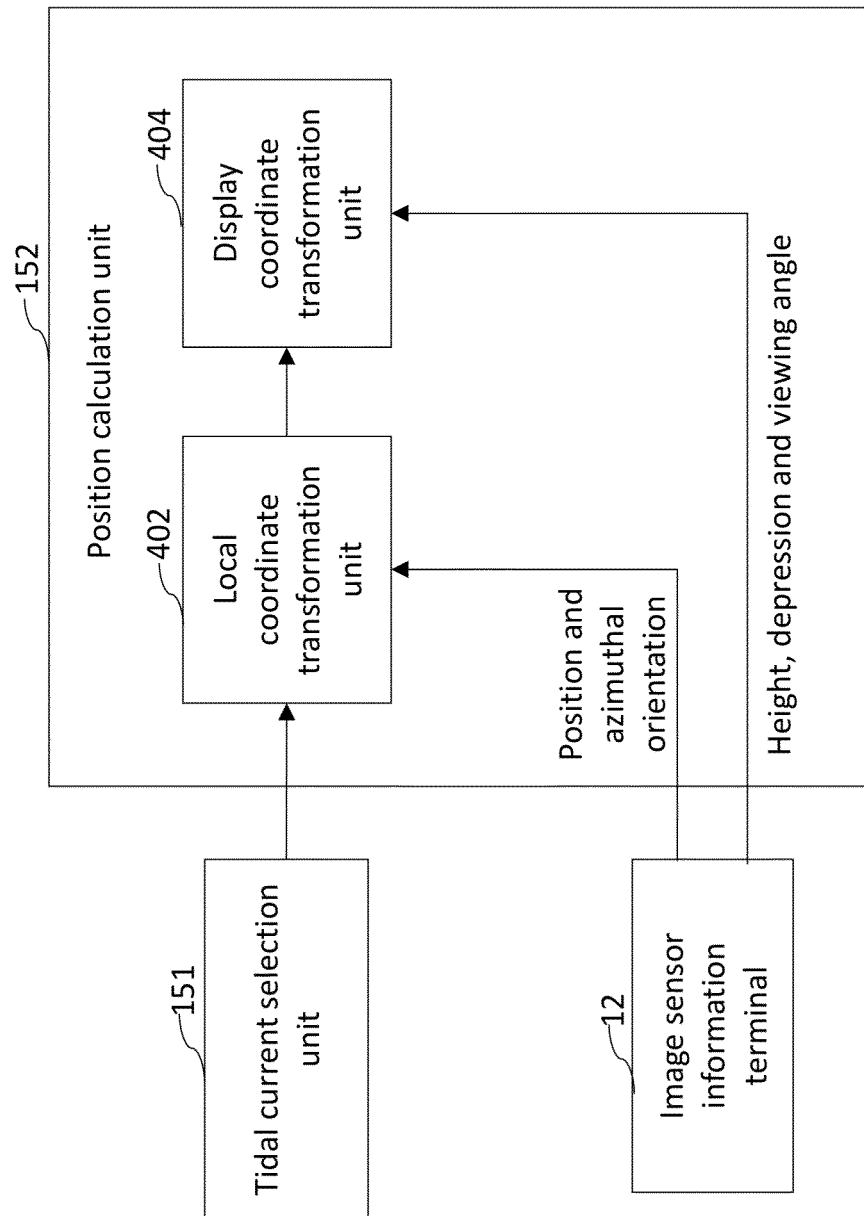 152
Position calculation unit
151
Tidal current selection
unit
402
Local
coordinate
transformation
unit
404
Display
coordinate
transformation
unit
12
Image sensor
information
terminal
Position and
azimuthal
orientation
Height, depression and viewing angle